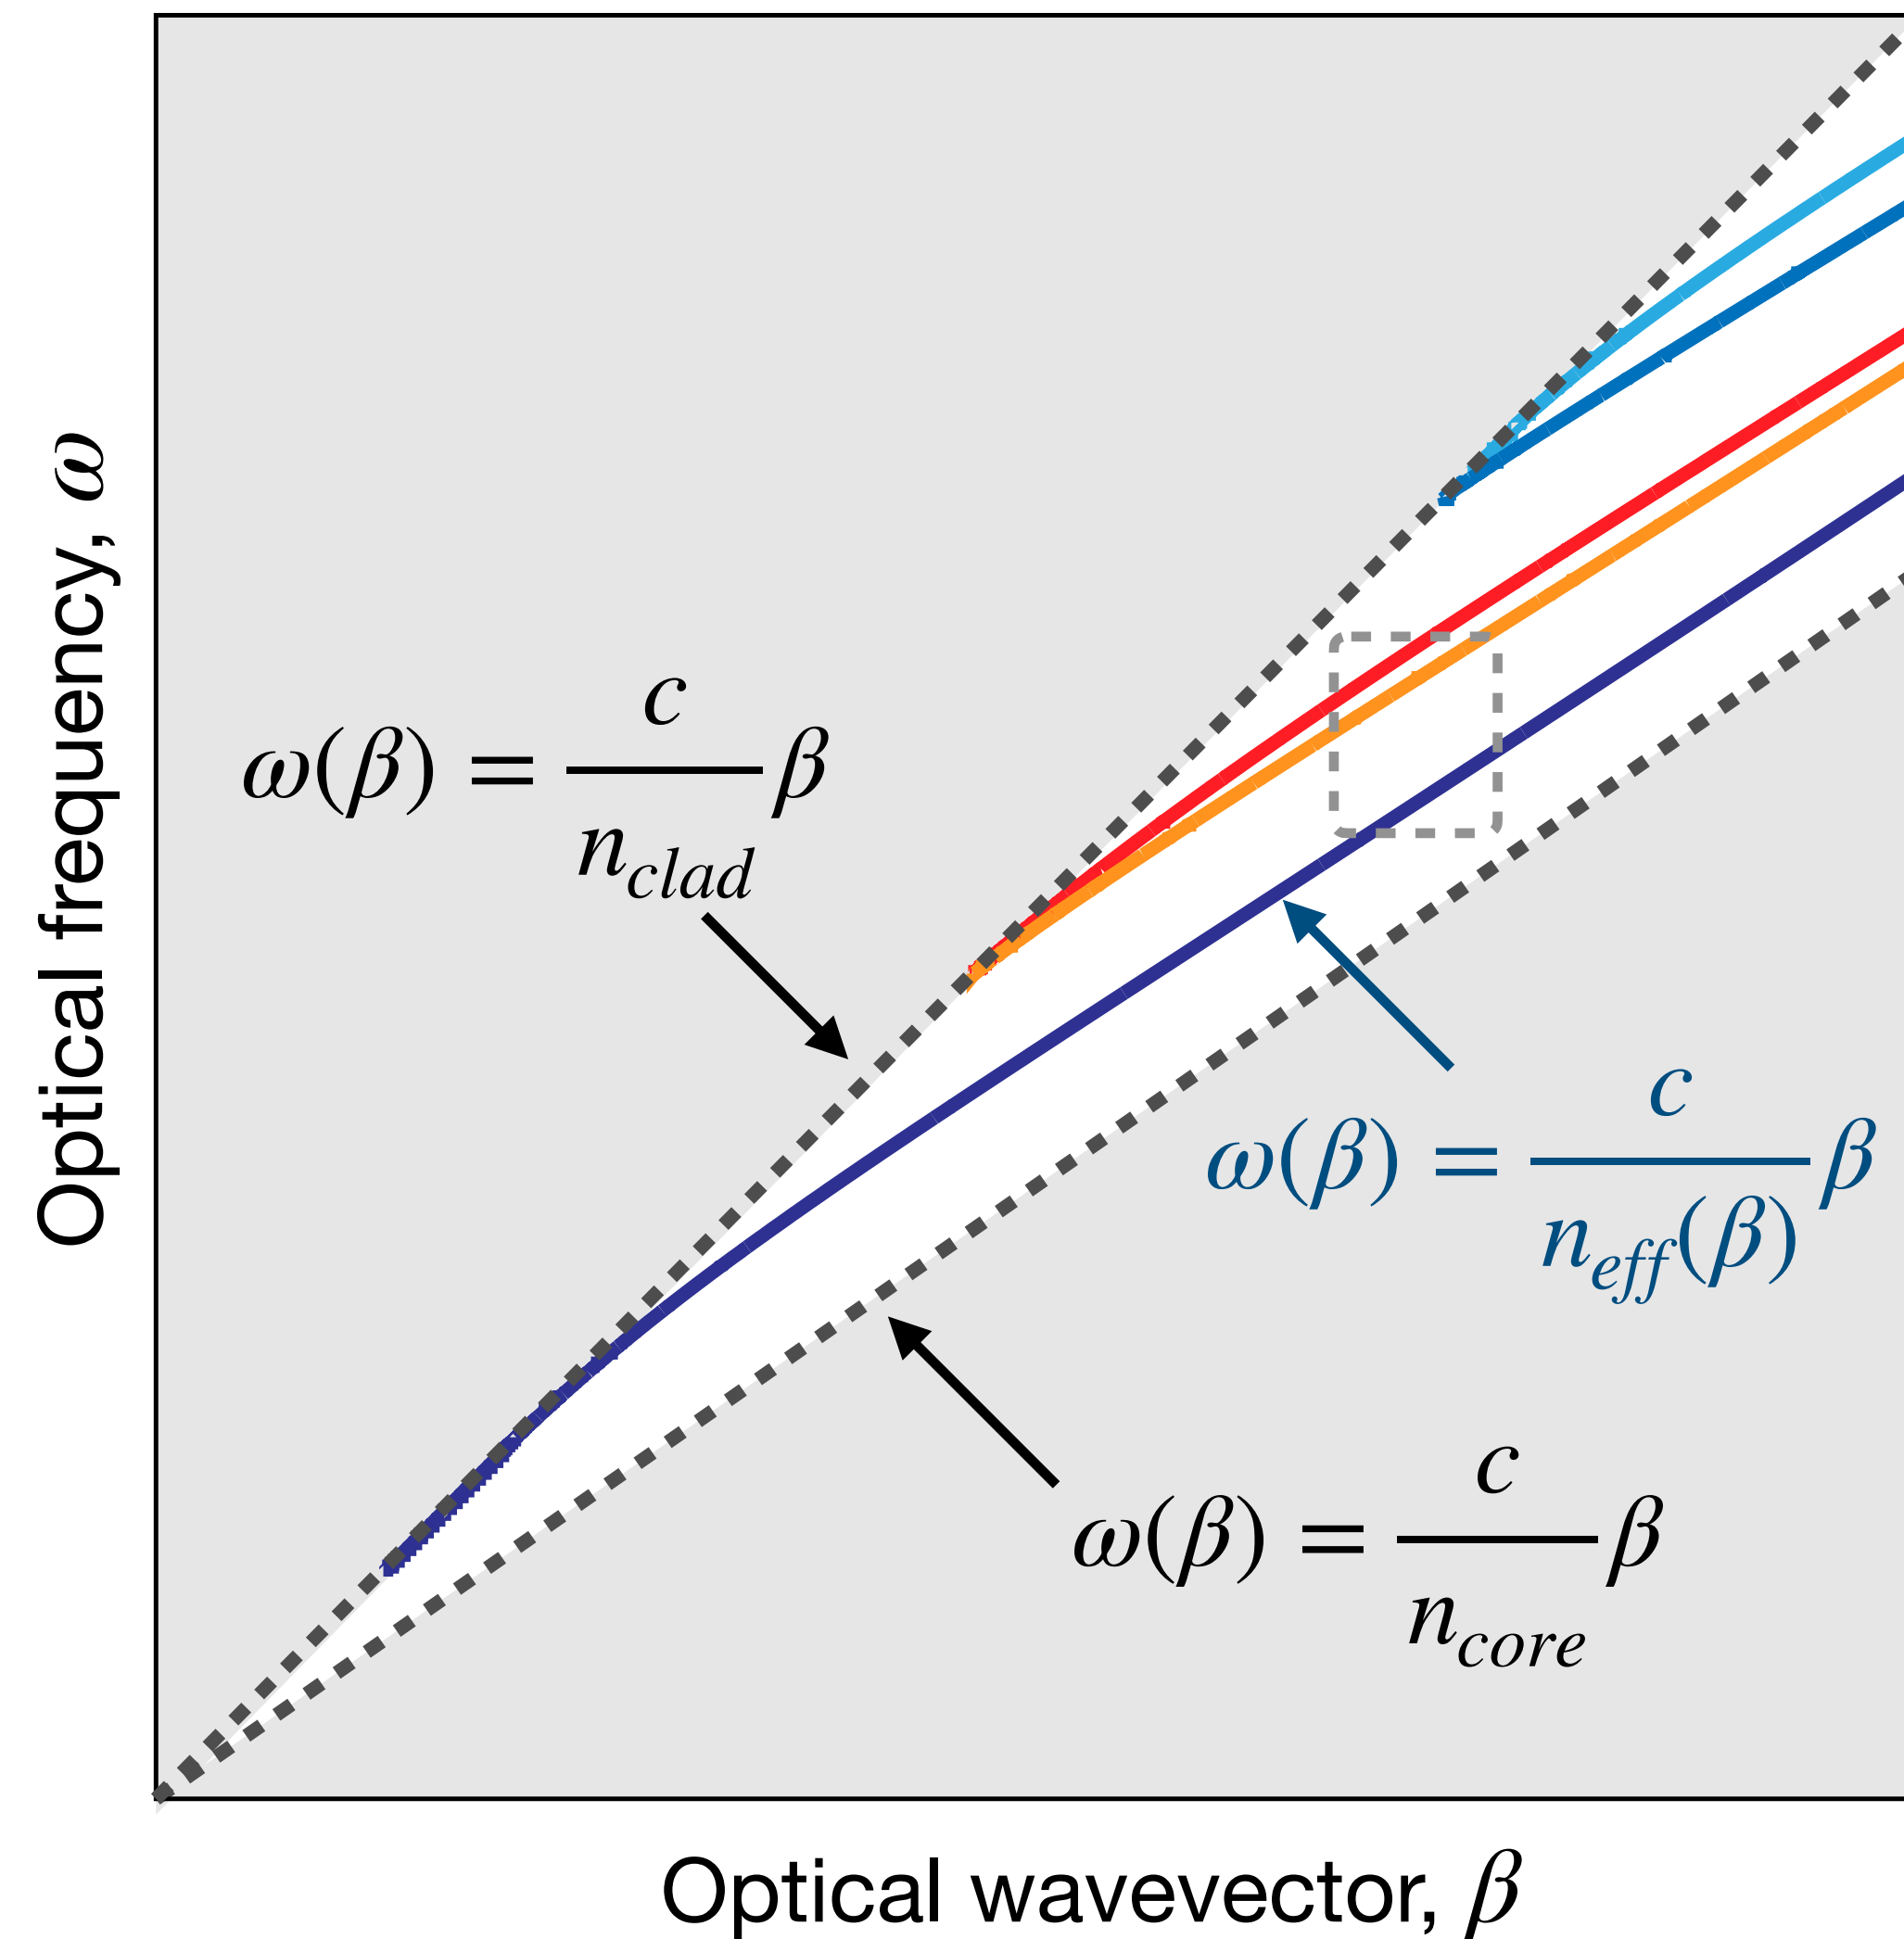 Optical frequency, ω
ω(β) = c/n_clad β
ω(β) = c/n_eff(β) β
ω(β) = c/n_core β
Optical wavevector, β